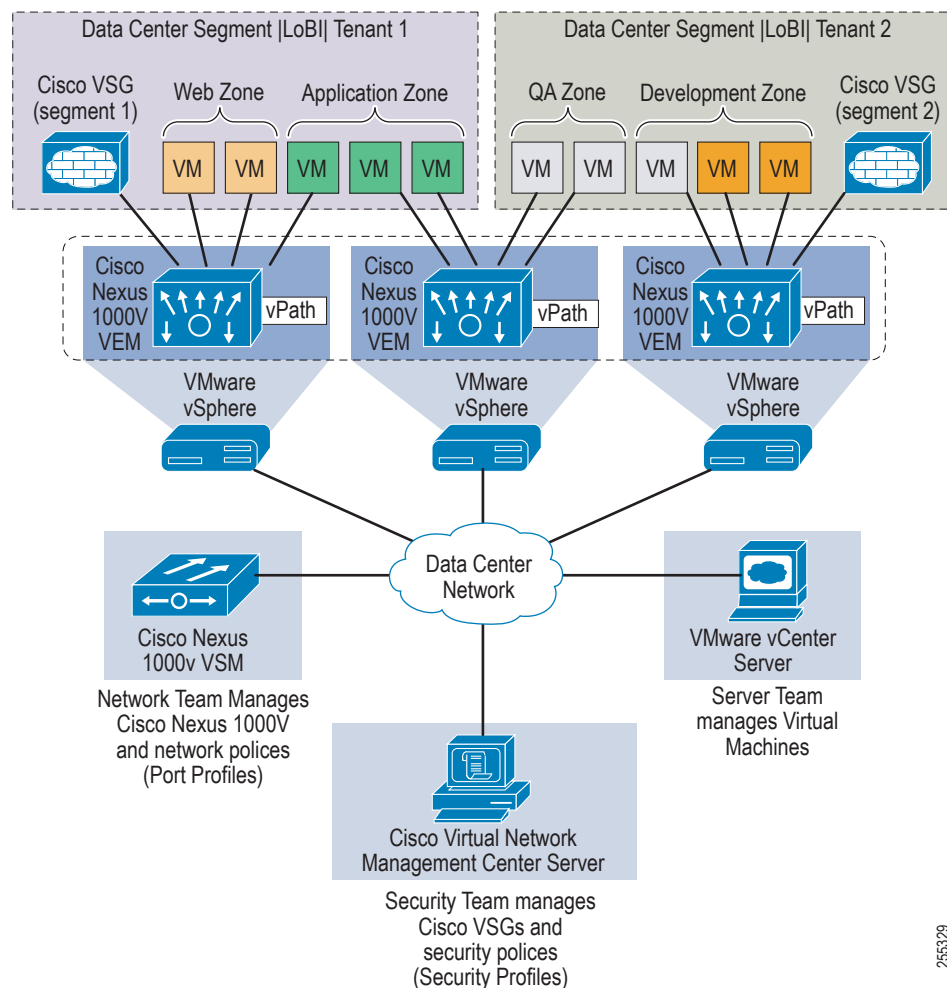 Data Center Segment |LoBI| Tenant 1
Data Center Segment |LoBI| Tenant 2
Cisco VSG
(segment 1)
Web Zone
Application Zone
QA Zone
Development Zone
Cisco VSG
(segment 2)
VM
VM
VM
VM
VM
VM
VM
VM
VM
VM
Cisco
Nexus
1000V
VEM
vPath
Cisco
Nexus
1000V
VEM
vPath
Cisco
Nexus
1000V
VEM
vPath
VMware
vSphere
VMware
vSphere
VMware
vSphere
Data Center
Network
Cisco Nexus
1000v VSM
Network Team Manages
Cisco Nexus 1000V
and network polices
(Port Profiles)
VMware vCenter
Server
Server Team
manages Virtual
Machines
Cisco Virtual Network
Management Center Server
Security Team manages
Cisco VSGs and
security polices
(Security Profiles)
255329